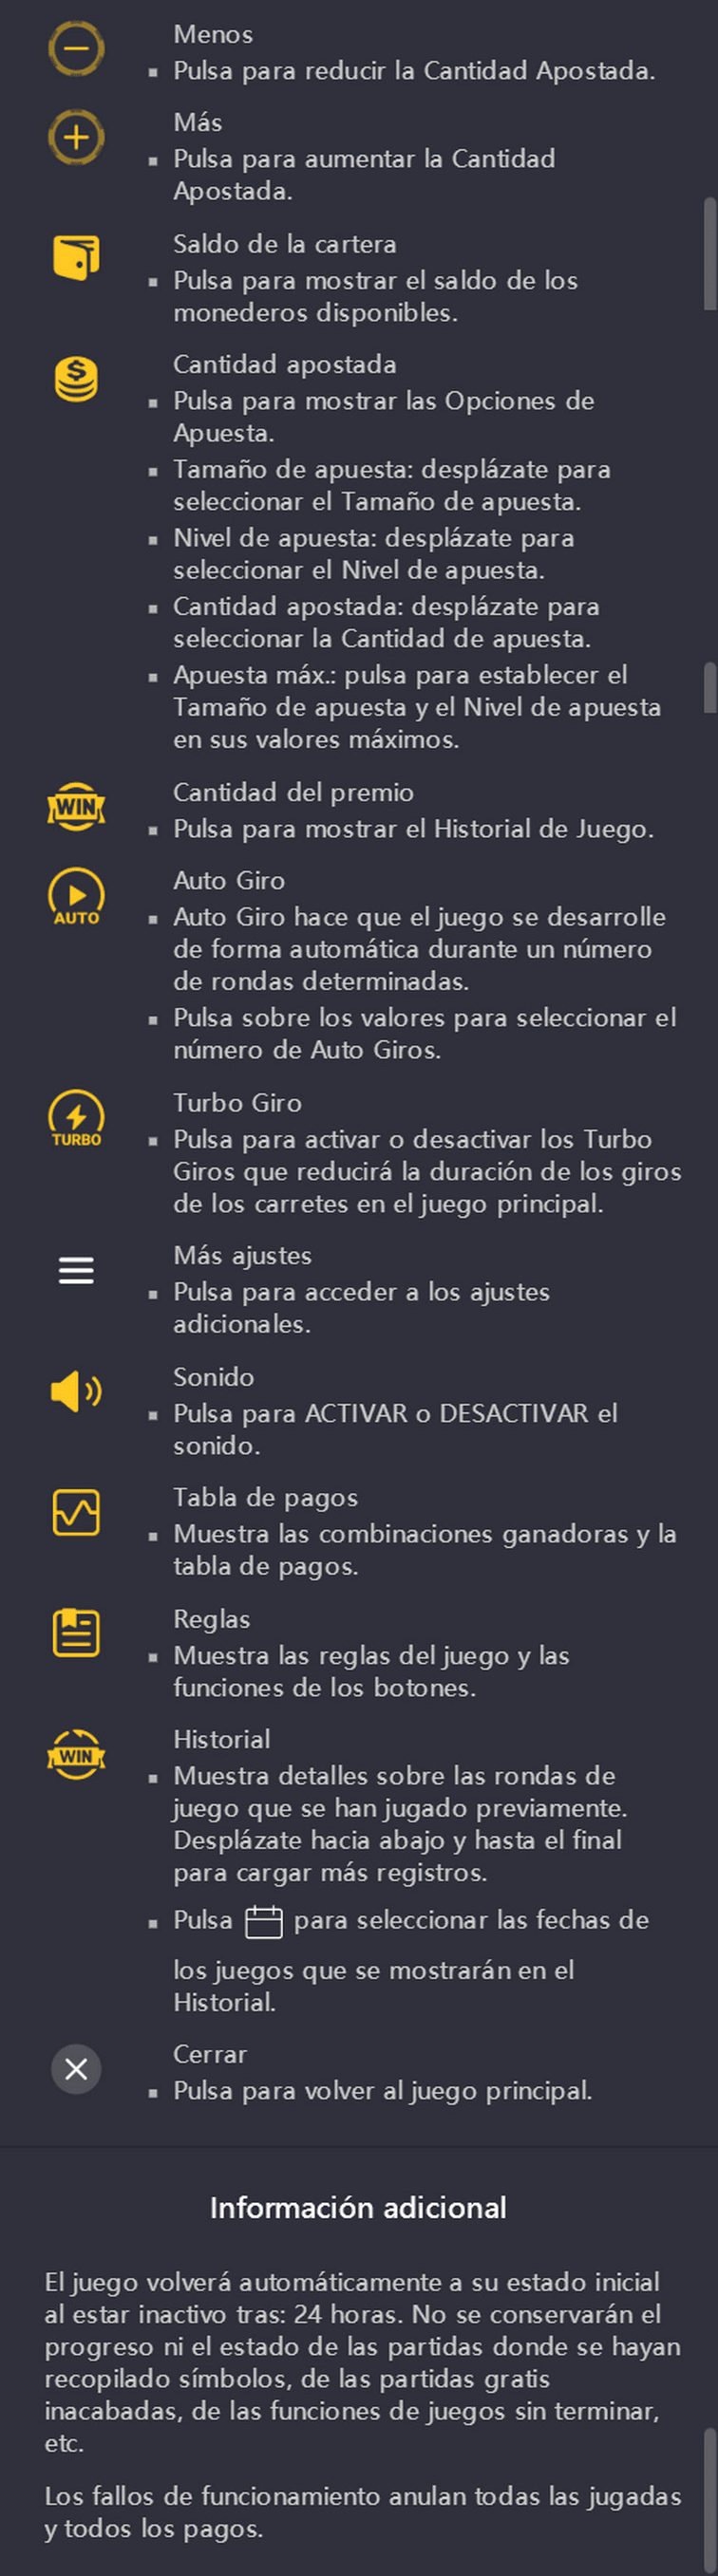 Menos
▪ Pulsa para reducir la Cantidad Apostada.
Más
▪ Pulsa para aumentar la Cantidad
Apostada.
Saldo de la cartera
▪ Pulsa para mostrar el saldo de los
monederos disponibles.
Cantidad apostada
▪ Pulsa para mostrar las Opciones de
Apuesta.
▪ Tamaño de apuesta: desplázate para
seleccionar el Tamaño de apuesta.
▪ Nivel de apuesta: desplázate para
seleccionar el Nivel de apuesta.
▪ Cantidad apostada: desplázate para
seleccionar la Cantidad de apuesta.
▪ Apuesta máx.: pulsa para establecer el
Tamaño de apuesta y el Nivel de apuesta
en sus valores máximos.
WIN
Cantidad del premio
▪ Pulsa para mostrar el Historial de Juego.
AUTO
Auto Giro
▪ Auto Giro hace que el juego se desarrolle
de forma automática durante un número
de rondas determinadas.
▪ Pulsa sobre los valores para seleccionar el
número de Auto Giros.
TURBO
Turbo Giro
▪ Pulsa para activar o desactivar los Turbo
Giros que reducirá la duración de los giros
de los carretes en el juego principal.
Más ajustes
▪ Pulsa para acceder a los ajustes
adicionales.
Sonido
▪ Pulsa para ACTIVAR o DESACTIVAR el
sonido.
Tabla de pagos
▪ Muestra las combinaciones ganadoras y la
tabla de pagos.
Reglas
▪ Muestra las reglas del juego y las
funciones de los botones.
WIN
Historial
▪ Muestra detalles sobre las rondas de
juego que se han jugado previamente.
Desplázate hacia abajo y hasta el final
para cargar más registros.
▪ Pulsa para seleccionar las fechas de
los juegos que se mostrarán en el
Historial.
Cerrar
▪ Pulsa para volver al juego principal.
Información adicional
El juego volverá automáticamente a su estado inicial
al estar inactivo tras: 24 horas. No se conservarán el
progreso ni el estado de las partidas donde se hayan
recopilado símbolos, de las partidas gratis
inacabadas, de las funciones de juegos sin terminar,
etc.
Los fallos de funcionamiento anulan todas las jugadas
y todos los pagos.